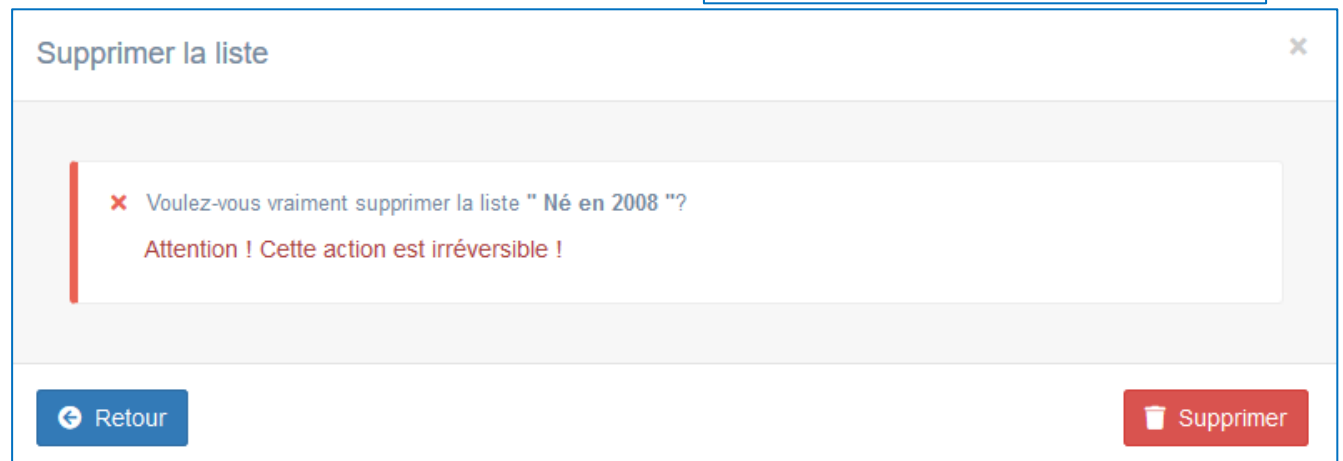 Supprimer la liste
Voulez-vous vraiment supprimer la liste " Né en 2008 "?
Attention ! Cette action est irréversible !
Retour
Supprimer